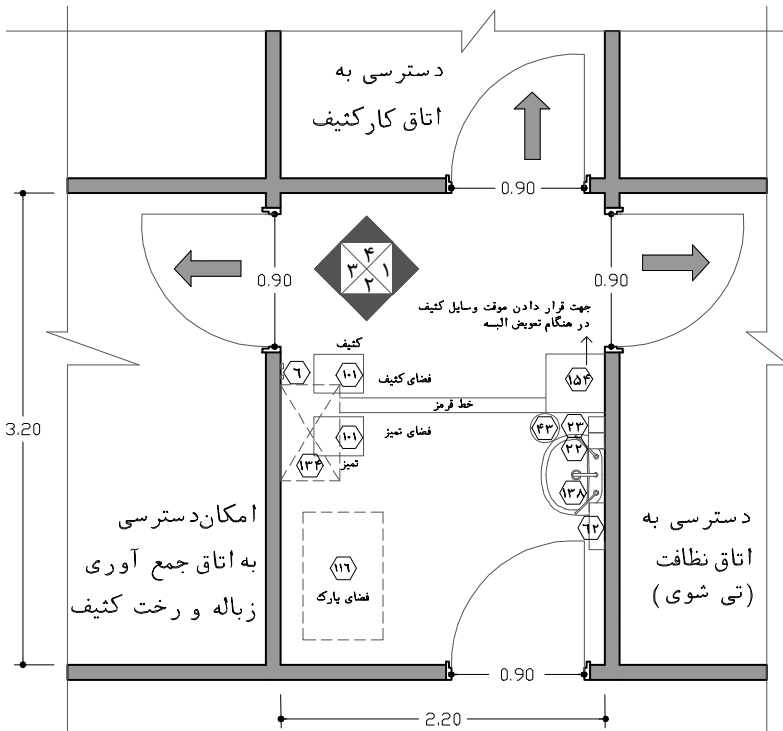 دسترسی به
اتاق کار کثیف
0.90
0.90
۴
۳
۱
۲
0.90
جهت قرار دادن موقت وسایل کثیف
در هنگام تعویض البسه
کثیف
۶
۱۰۱
فضای کثیف
۱۵۴
خط قرمز
3.20
۱۰۱
فضای تمیز
۴۳
۲۳
۲۲
تمیز
۱۳۴
۱۳۸
۶۲
امکان دسترسی
به اتاق جمع آوری
زباله و رخت کثیف
دسترسی به
اتاق نظافت
(تی شوی)
۱۱۶
فضای پارک
0.90
2.20